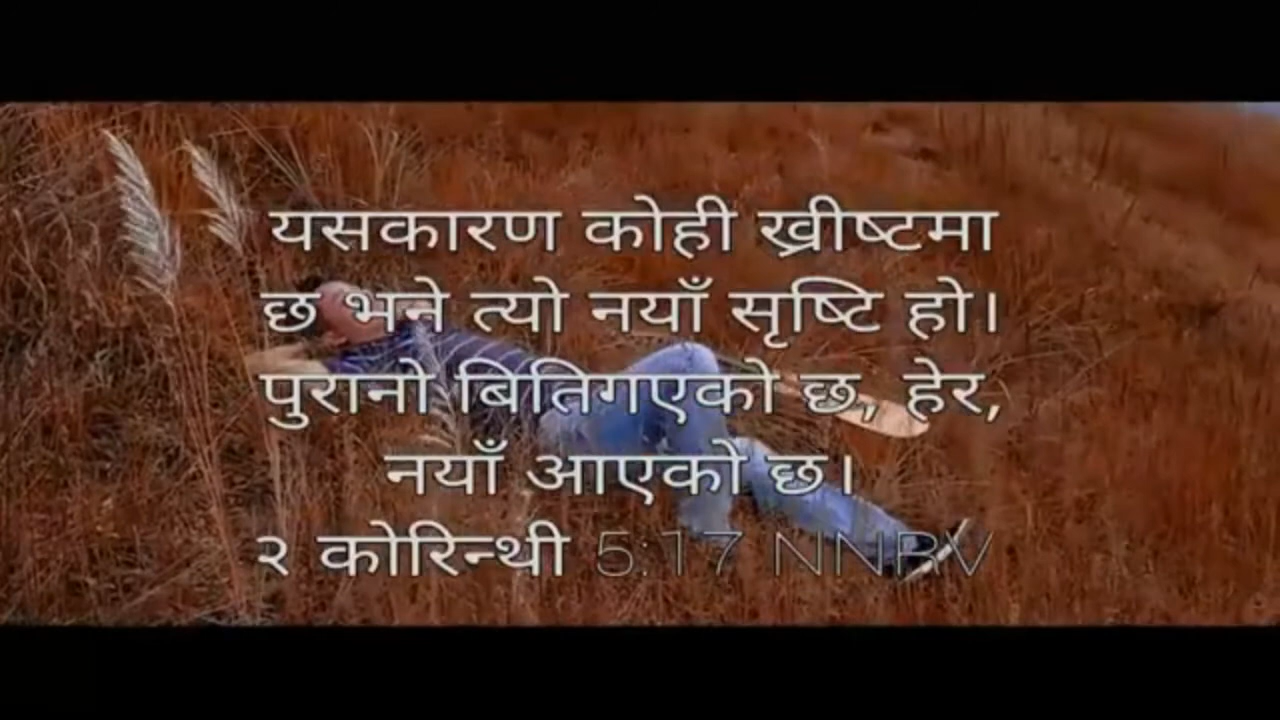 यसकारण कोही ख्रीष्टमा
छ भने त्यो नयाँ सृष्टि हो।
पुरानो बितिगएको छ, हेर,
नयाँ आएको छ।
२ कोरिन्थी 5:17 NNRV